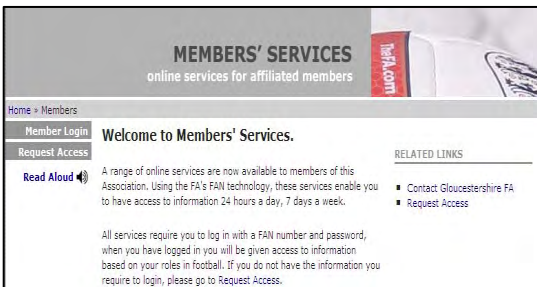 MEMBERS' SERVICES
online services for affiliated members
TheFA.com
Home » Members
Member Login
Request Access
Read Aloud
Welcome to Members' Services.
A range of online services are now available to members of this
Association. Using the FA's FAN technology, these services enable you
to have access to information 24 hours a day, 7 days a week.
All services require you to log in with a FAN number and password,
when you have logged in you will be given access to information
based on your roles in football. If you do not have the information you
require to login, please go to Request Access.
RELATED LINKS
Contact Gloucestershire FA
Request Access